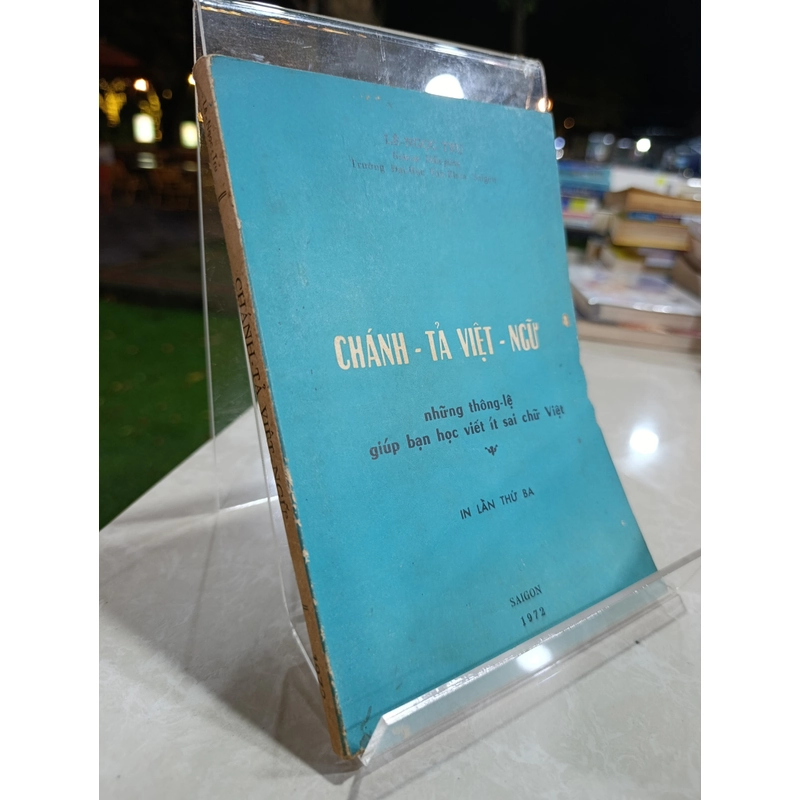 Trường
CHÁNH - TẢ VIỆT - NGỮ
những thông-lệ
giúp bạn học viết ít sai chữ Việt
IN LẦN THỨ BA
SAIGON
1972
CHÁNH-TẢ VIỆT-NGỮ